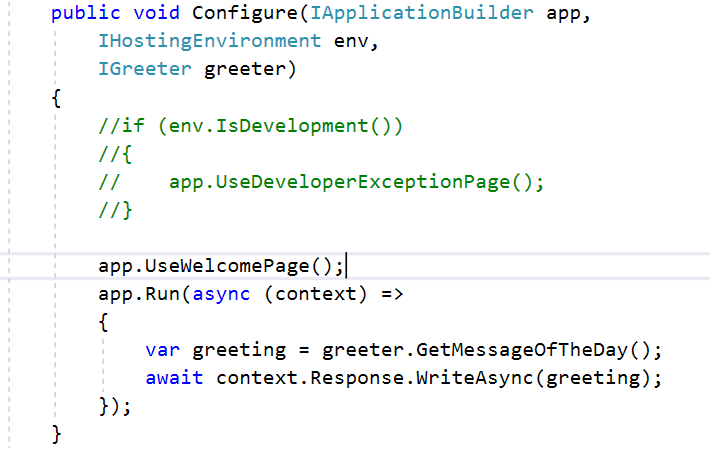 public void Configure(IApplicationBuilder app,
    IHostingEnvironment env,
    IGreeter greeter)
{
    //if (env.IsDevelopment())
    //{
    //    app.UseDeveloperExceptionPage();
    //}

    app.UseWelcomePage();
    app.Run(async (context) =>
    {
        var greeting = greeter.GetMessageOfTheDay();
        await context.Response.WriteAsync(greeting);
    });
}